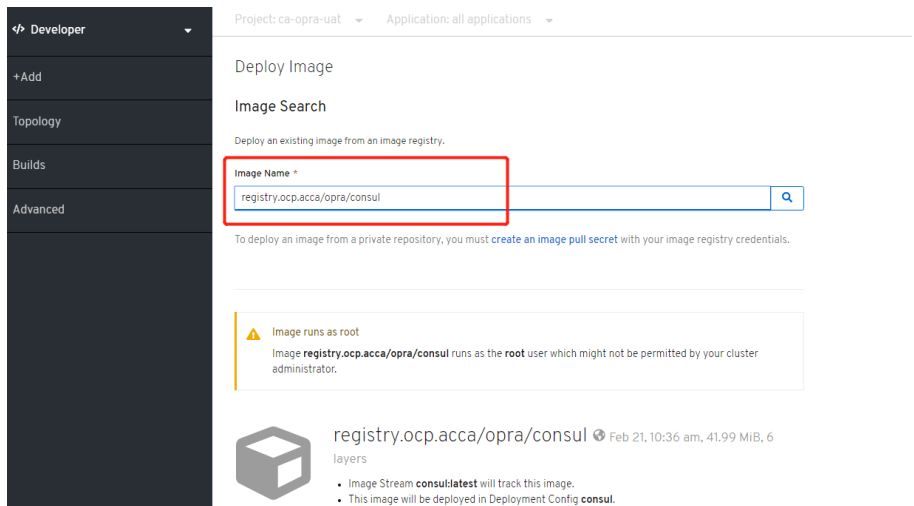 </> Developer
Project: ca-opra-uat
Application: all applications
+Add
Topology
Builds
Advanced
Deploy Image
Image Search
Deploy an existing image from an image registry.
Image Name *
registry.ocp.acca/opra/consul
To deploy an image from a private repository, you must create an image pull secret with your image registry credentials.
Image runs as root
Image registry.ocp.acca/opra/consul runs as the root user which might not be permitted by your cluster
administrator.
registry.ocp.acca/opra/consul Feb 21, 10:36 am, 41.99 MiB, 6
layers
• Image Stream consul:latest will track this image.
• This image will be deployed in Deployment Config consul.